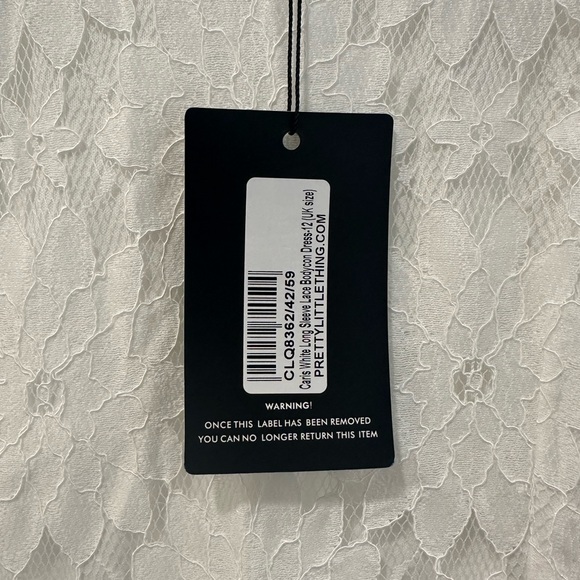 CLQ8362/42/59
Caris White Long Sleeve Lace Bodycon Dress-12 (UK size)
PRETTYLITTLETHING.COM
WARNING!
ONCE THIS LABEL HAS BEEN REMOVED
YOU CAN NO LONGER RETURN THIS ITEM